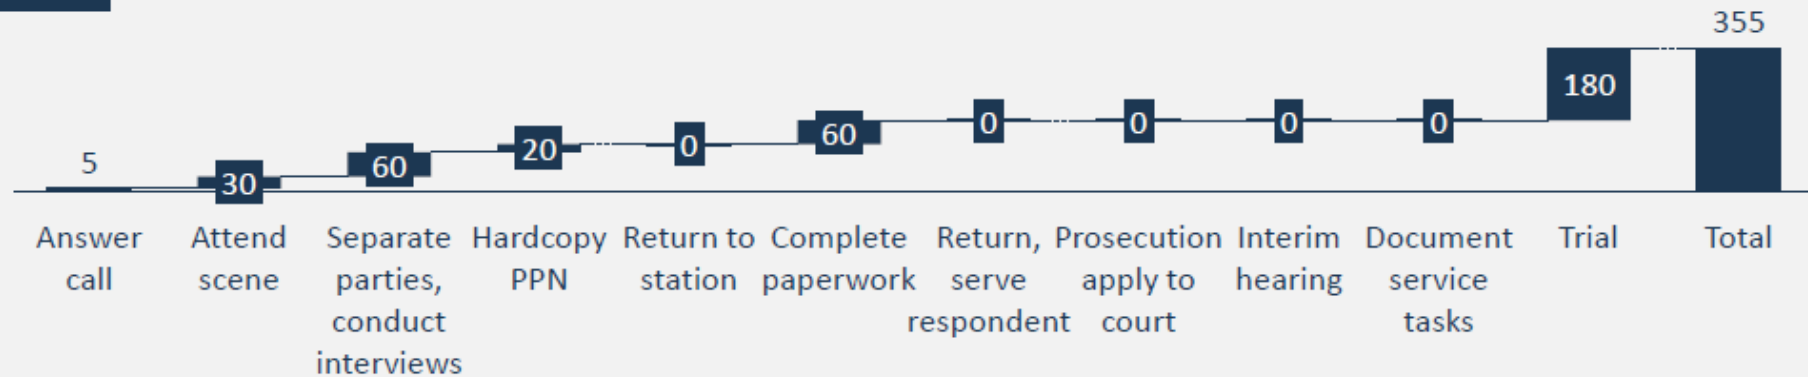 355
180
0
0
0
0
60
0
20
60
30
5
Answer call
Attend scene
Separate parties, conduct interviews
Hardcopy PPN
Return to station
Complete paperwork
Return, serve respondent
Prosecution apply to court
Interim hearing
Document service tasks
Trial
Total